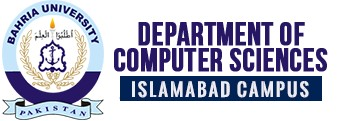 BAHRIA UNIVERSITY
PAKISTAN
DEPARTMENT OF
COMPUTER SCIENCES
ISLAMABAD CAMPUS